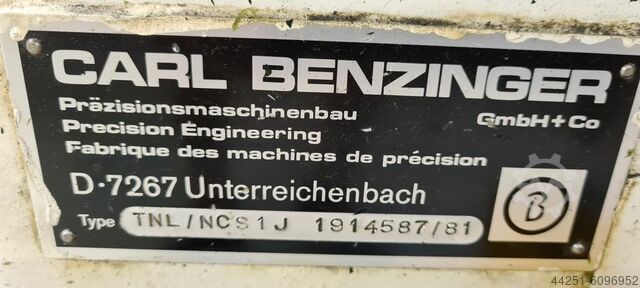 CARL BENZINGER
Präzisionsmaschinenbau GmbH+Co
Precision Engineering
Fabrique des machines de précision
D·7267 Unterreichenbach
B
Type TNL/NCS1J 1914587/81
44251-6096952